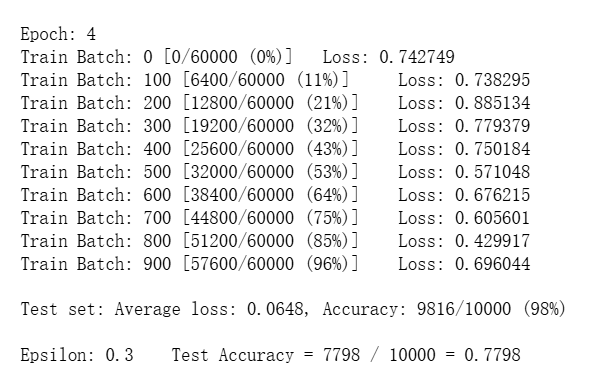 Epoch: 4
Train Batch: 0 [0/60000 (0%)]   Loss: 0.742749
Train Batch: 100 [6400/60000 (11%)]     Loss: 0.738295
Train Batch: 200 [12800/60000 (21%)]    Loss: 0.885134
Train Batch: 300 [19200/60000 (32%)]    Loss: 0.779379
Train Batch: 400 [25600/60000 (43%)]    Loss: 0.750184
Train Batch: 500 [32000/60000 (53%)]    Loss: 0.571048
Train Batch: 600 [38400/60000 (64%)]    Loss: 0.676215
Train Batch: 700 [44800/60000 (75%)]    Loss: 0.605601
Train Batch: 800 [51200/60000 (85%)]    Loss: 0.429917
Train Batch: 900 [57600/60000 (96%)]    Loss: 0.696044
Test set: Average loss: 0.0648, Accuracy: 9816/10000 (98%)
Epsilon: 0.3    Test Accuracy = 7798 / 10000 = 0.7798